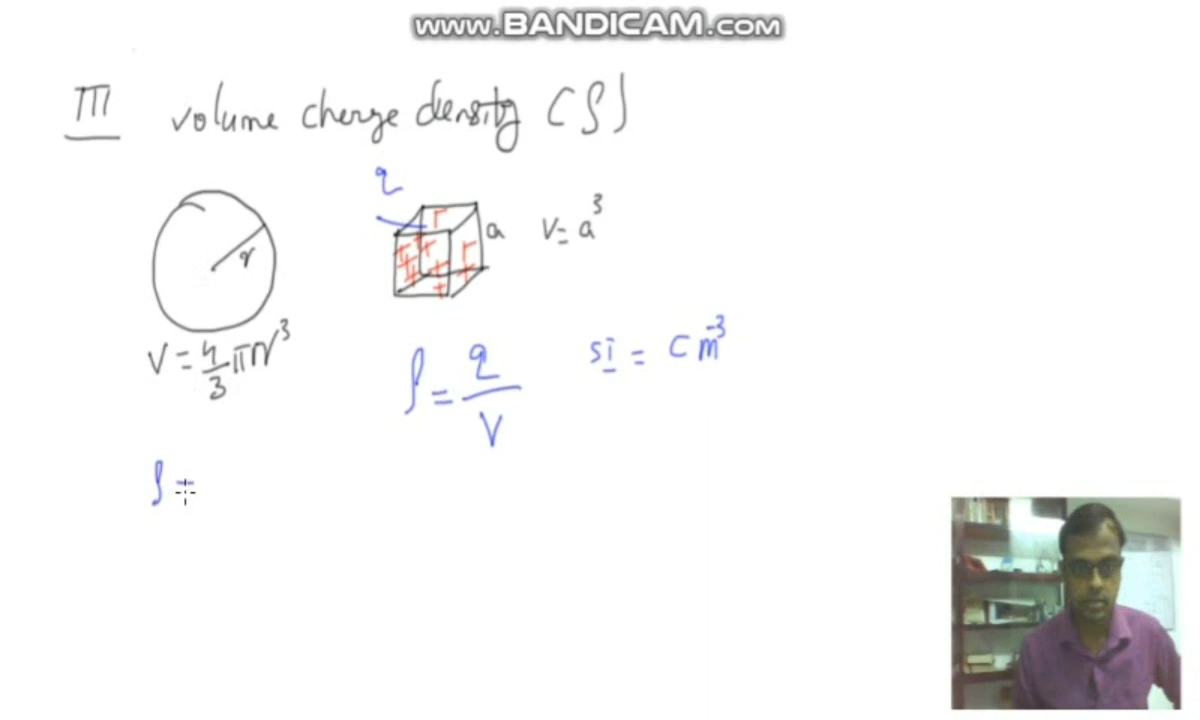 www.BANDICAM.com
III volume charge density (ρ)
q
a V = a³
r
V = 4/3 πr³
ρ = q/V SI = C m⁻³
ρ =